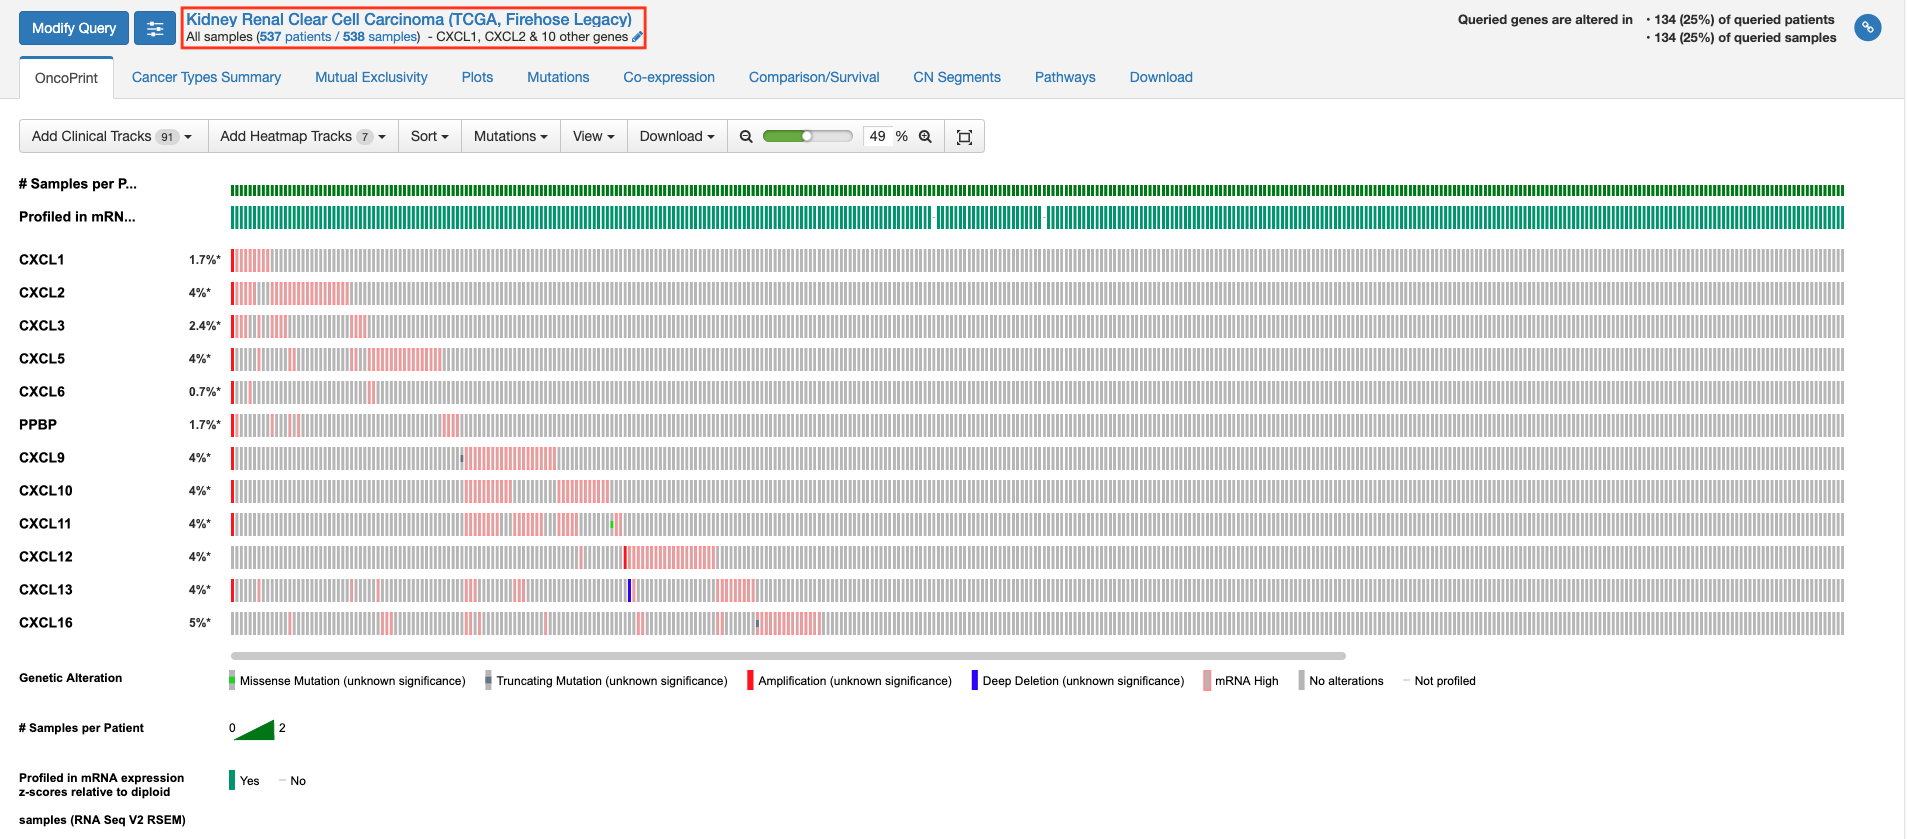 Modify Query
Kidney Renal Clear Cell Carcinoma (TCGA, Firehose Legacy)
All samples (537 patients / 538 samples) - CXCL1, CXCL2 & 10 other genes
Queried genes are altered in
· 134 (25%) of queried patients
· 134 (25%) of queried samples
OncoPrint Cancer Types Summary Mutual Exclusivity Plots Mutations Co-expression Comparison/Survival CN Segments Pathways Download
Add Clinical Tracks 91 Add Heatmap Tracks 7 Sort Mutations View Download 49 %
# Samples per P...
Profiled in mRN...
CXCL1 1.7%*
CXCL2 4%*
CXCL3 2.4%*
CXCL5 4%*
CXCL6 0.7%*
PPBP 1.7%*
CXCL9 4%*
CXCL10 4%*
CXCL11 4%*
CXCL12 4%*
CXCL13 4%*
CXCL16 5%*
Genetic Alteration Missense Mutation (unknown significance) Truncating Mutation (unknown significance) Amplification (unknown significance) Deep Deletion (unknown significance) mRNA High No alterations Not profiled
# Samples per Patient 0 2
Profiled in mRNA expression Yes No
z-scores relative to diploid
samples (RNA Seq V2 RSEM)